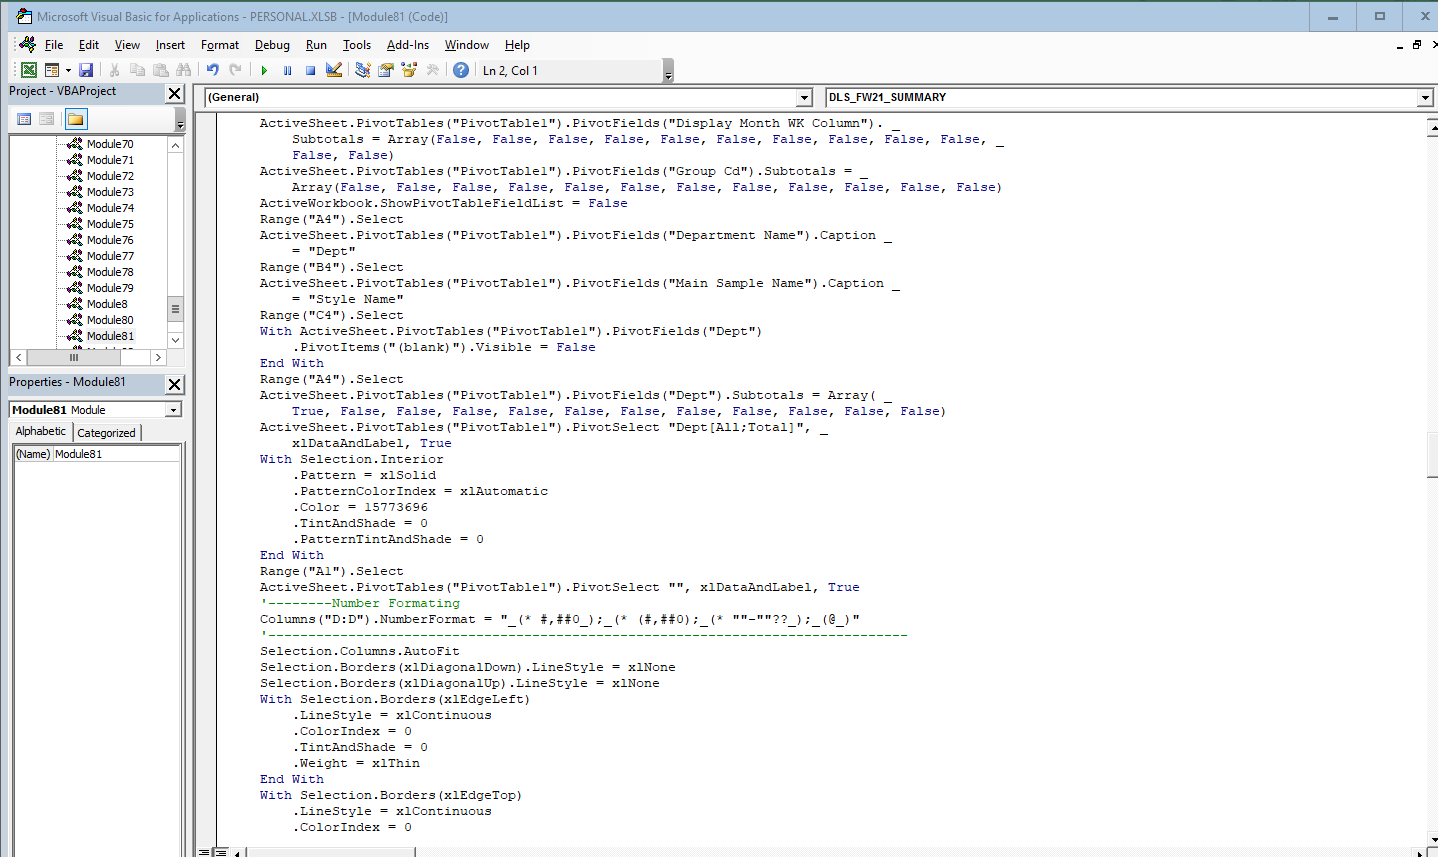 Microsoft Visual Basic for Applications - PERSONAL.XLSB - [Module81 (Code)]
File Edit View Insert Format Debug Run Tools Add-Ins Window Help
Ln 2, Col 1
Project - VBAProject
Module70
Module71
Module72
Module73
Module74
Module75
Module76
Module77
Module78
Module79
Module8
Module80
Module81
Properties - Module81
Module81 Module
Alphabetic Categorized
(Name) Module81
(General) DLS_FW21_SUMMARY
ActiveSheet.PivotTables("PivotTable1").PivotFields("Display Month WK Column"). _
Subtotals = Array(False, False, False, False, False, False, False, False, False, False, _
False, False)
ActiveSheet.PivotTables("PivotTable1").PivotFields("Group Cd").Subtotals = _
Array(False, False, False, False, False, False, False, False, False, False, False, False)
ActiveWorkbook.ShowPivotTableFieldList = False
Range("A4").Select
ActiveSheet.PivotTables("PivotTable1").PivotFields("Department Name").Caption _
= "Dept"
Range("B4").Select
ActiveSheet.PivotTables("PivotTable1").PivotFields("Main Sample Name").Caption _
= "Style Name"
Range("C4").Select
With ActiveSheet.PivotTables("PivotTable1").PivotFields("Dept")
.PivotItems("(blank)").Visible = False
End With
Range("A4").Select
ActiveSheet.PivotTables("PivotTable1").PivotFields("Dept").Subtotals = Array( _
True, False, False, False, False, False, False, False, False, False, False, False)
ActiveSheet.PivotTables("PivotTable1").PivotSelect "Dept[All;Total]", _
xlDataAndLabel, True
With Selection.Interior
.Pattern = xlSolid
.PatternColorIndex = xlAutomatic
.Color = 15773696
.TintAndShade = 0
.PatternTintAndShade = 0
End With
Range("A1").Select
ActiveSheet.PivotTables("PivotTable1").PivotSelect "", xlDataAndLabel, True
'--------Number Formating
Columns("D:D").NumberFormat = "_(* #,##0_);_(* (#,##0);_(* ""-""??_);_(@_)"
'--------------------------------------------------------------------------------
Selection.Columns.AutoFit
Selection.Borders(xlDiagonalDown).LineStyle = xlNone
Selection.Borders(xlDiagonalUp).LineStyle = xlNone
With Selection.Borders(xlEdgeLeft)
.LineStyle = xlContinuous
.ColorIndex = 0
.TintAndShade = 0
.Weight = xlThin
End With
With Selection.Borders(xlEdgeTop)
.LineStyle = xlContinuous
.ColorIndex = 0